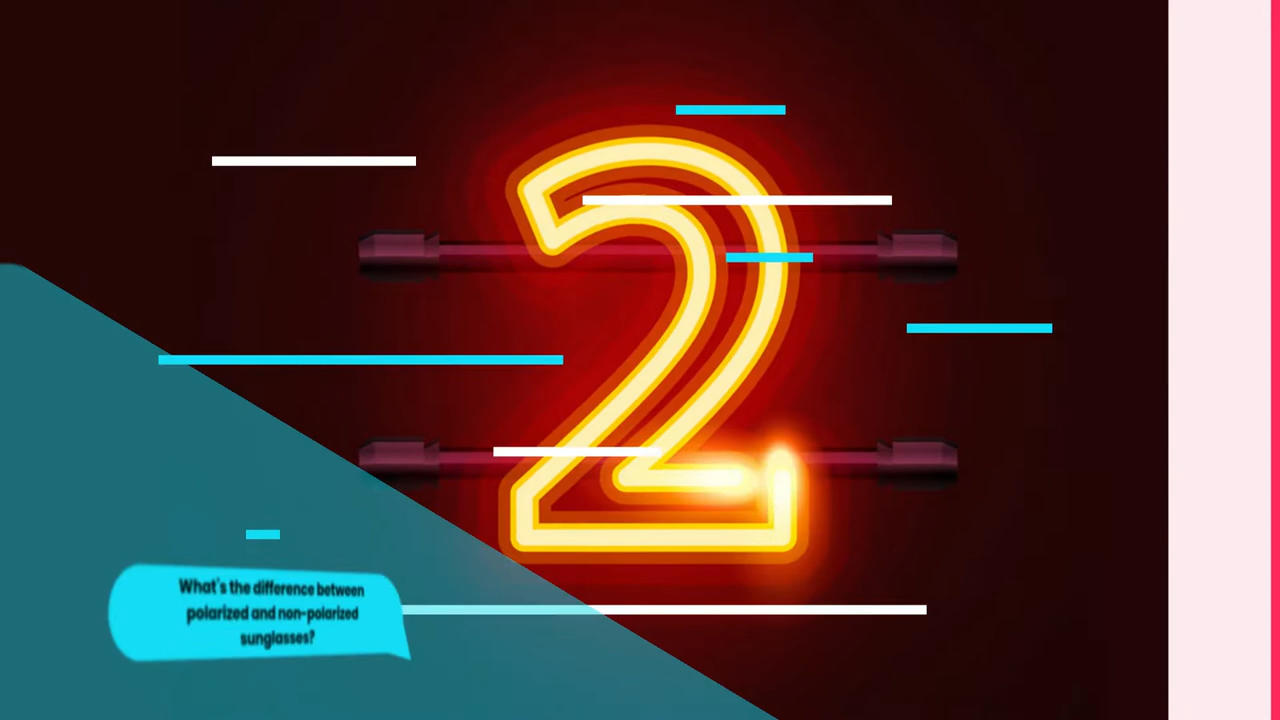 2
What's the difference between
polarized and non-polarized
sunglasses?